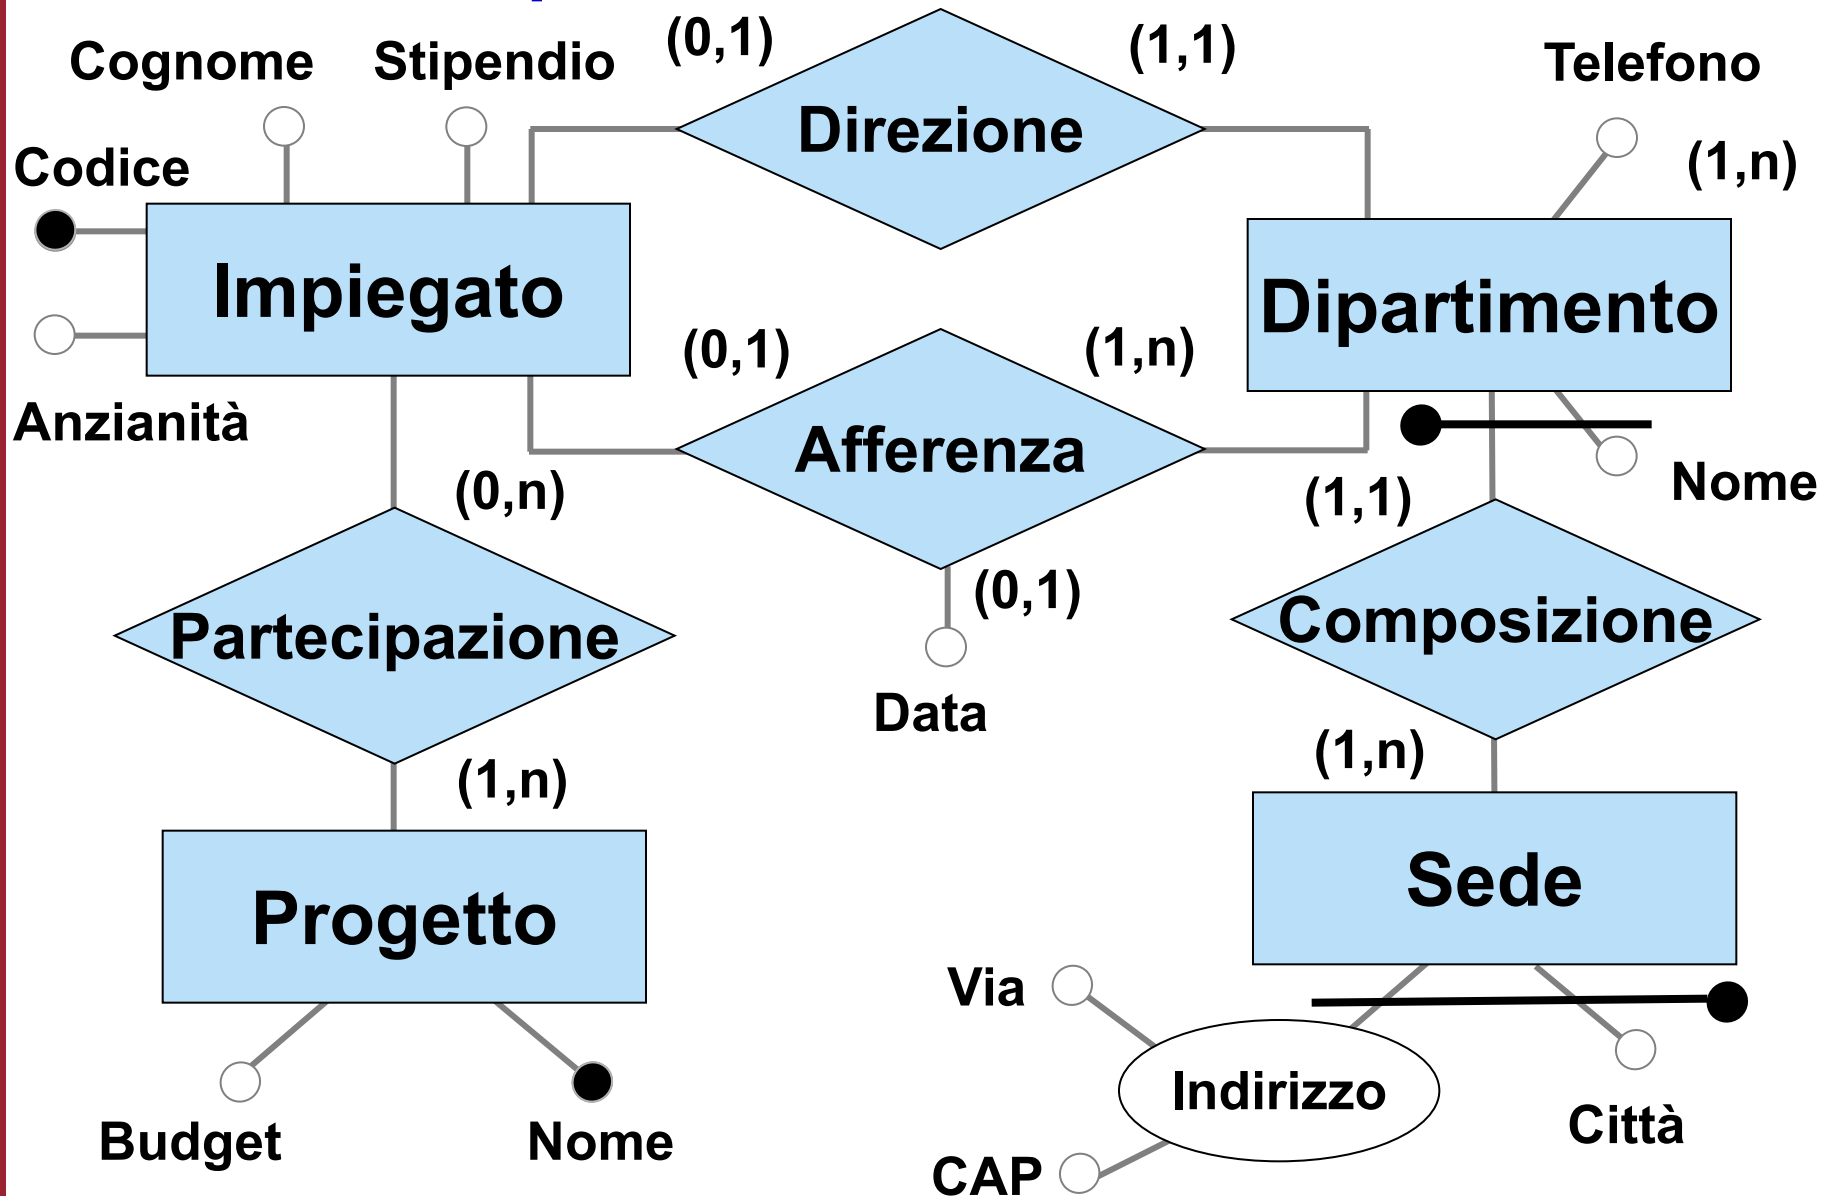 (0,1)
(1,1)
Cognome
Stipendio
Telefono
Direzione
Codice
(1,n)
Impiegato
Dipartimento
(0,1)
(1,n)
Anzianità
Afferenza
(0,n)
(1,1)
Nome
(0,1)
Partecipazione
Composizione
Data
(1,n)
(1,n)
Progetto
Sede
Via
Indirizzo
Città
Budget
Nome
CAP